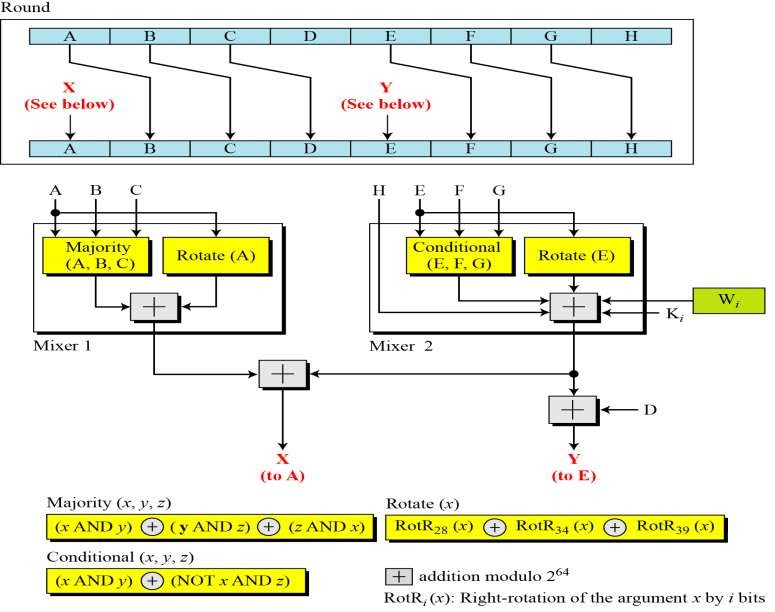 Round
A B C D E F G H
X Y
(See below) (See below)
A B C D E F G H
A B C H E F G
Majority Rotate (A) Conditional Rotate (E)
(A, B, C) (E, F, G)
+ + Wi
Ki
Mixer 1 Mixer 2
+
+ D
X Y
(to A) (to E)
Majority (x, y, z) Rotate (x)
(x AND y) + (y AND z) + (z AND x) RotR28 (x) + RotR34 (x) + RotR39 (x)
Conditional (x, y, z)
(x AND y) + (NOT x AND z) + addition modulo 2^64
RotRi (x): Right-rotation of the argument x by i bits